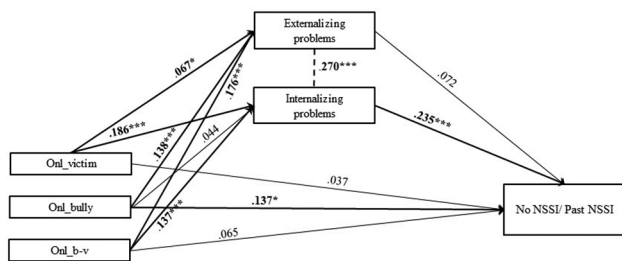 Externalizing
problems
.270***
Internalizing
problems
.067*
.176***
.072
.186***
.138***
.044
.235***
Onl_victim
.037
Onl_bully
.137*
No NSSI/ Past NSSI
.137***
.065
Onl_b-v